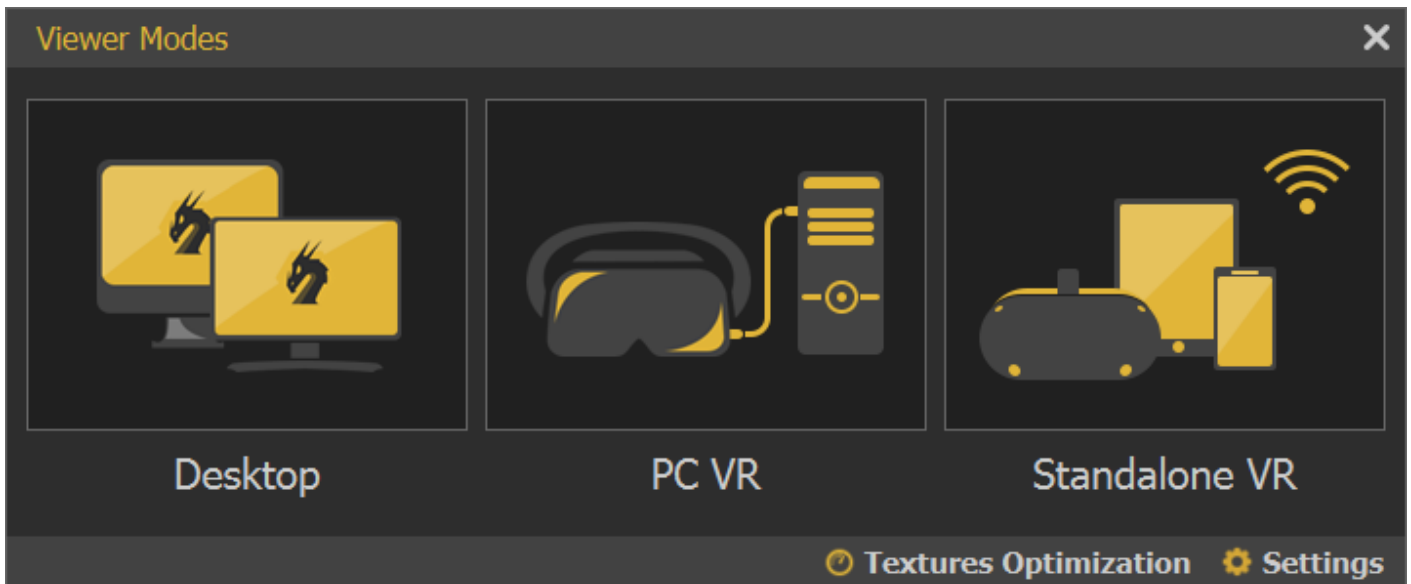 Viewer Modes
Desktop
PC VR
Standalone VR
Textures Optimization
Settings